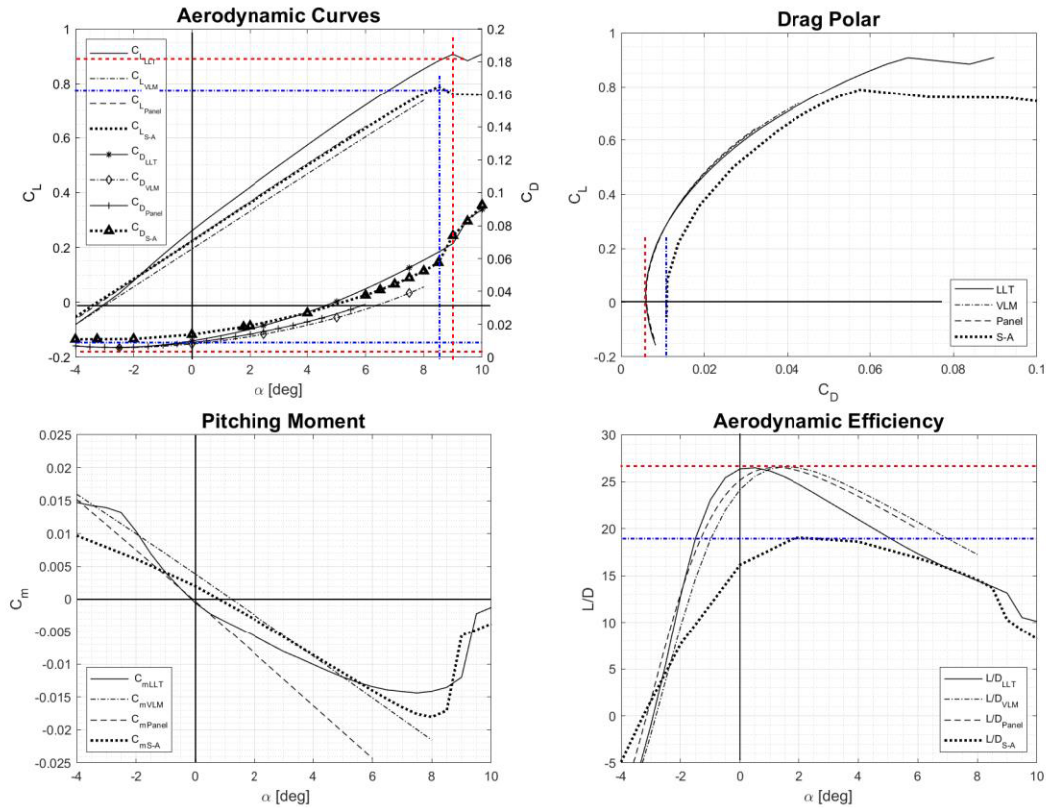 Aerodynamic Curves
C_L
1
0.8
0.6
0.4
0.2
0
-0.2
C_L_LLT
C_L_VLM
C_L_Panel
C_L_S-A
C_D_LLT
C_D_VLM
C_D_Panel
C_D_S-A
0.2
0.18
0.16
0.14
0.12
0.1
0.08
0.06
0.04
0.02
0
C_D
-4 -2 0 2 4 6 8 10
α [deg]
Drag Polar
C_L
1
0.8
0.6
0.4
0.2
0
-0.2
LLT
VLM
Panel
S-A
0 0.02 0.04 0.06 0.08 0.1
C_D
Pitching Moment
C_m
0.025
0.02
0.015
0.01
0.005
0
-0.005
-0.01
-0.015
-0.02
-0.025
C_mLLT
C_mVLM
C_mPanel
C_mS-A
-4 -2 0 2 4 6 8 10
α [deg]
Aerodynamic Efficiency
L/D
30
25
20
15
10
5
0
-5
L/D_LLT
L/D_VLM
L/D_Panel
L/D_S-A
-4 -2 0 2 4 6 8 10
α [deg]